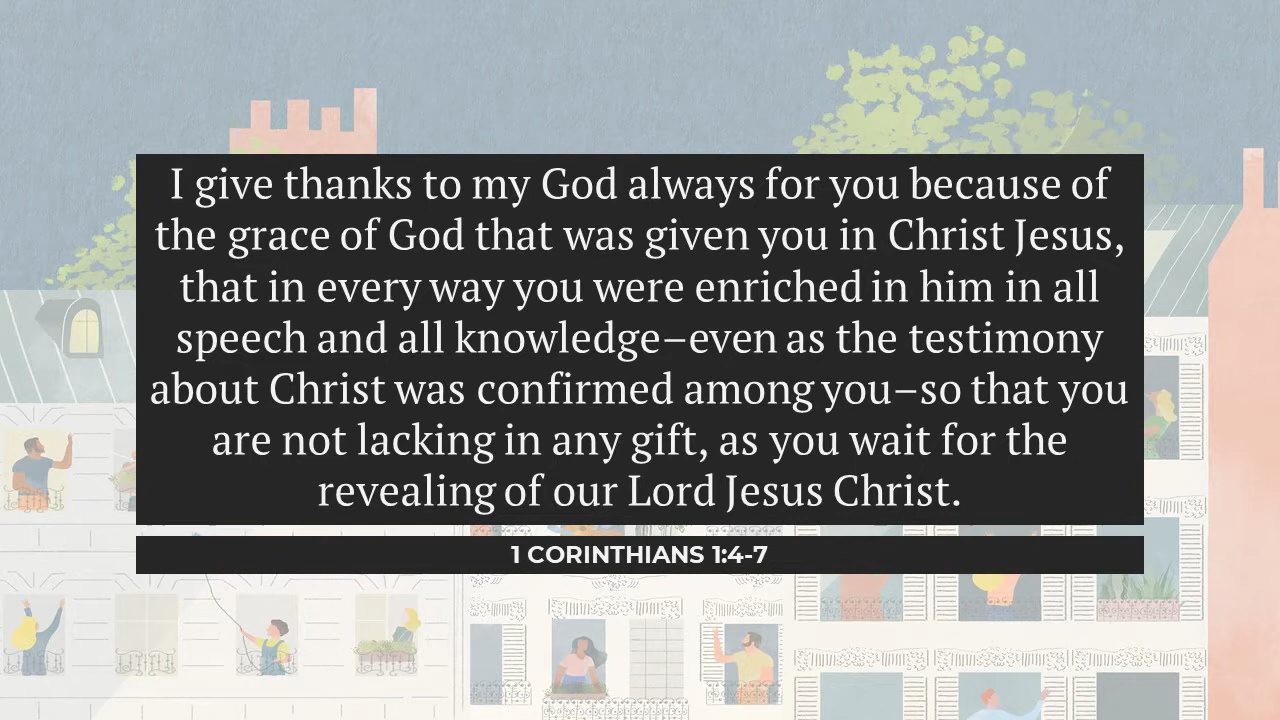 I give thanks to my God always for you because of
the grace of God that was given you in Christ Jesus,
that in every way you were enriched in him in all
speech and all knowledge–even as the testimony
about Christ was confirmed among you–so that you
are not lacking in any gift, as you wait for the
revealing of our Lord Jesus Christ.
1 CORINTHIANS 1:4-7